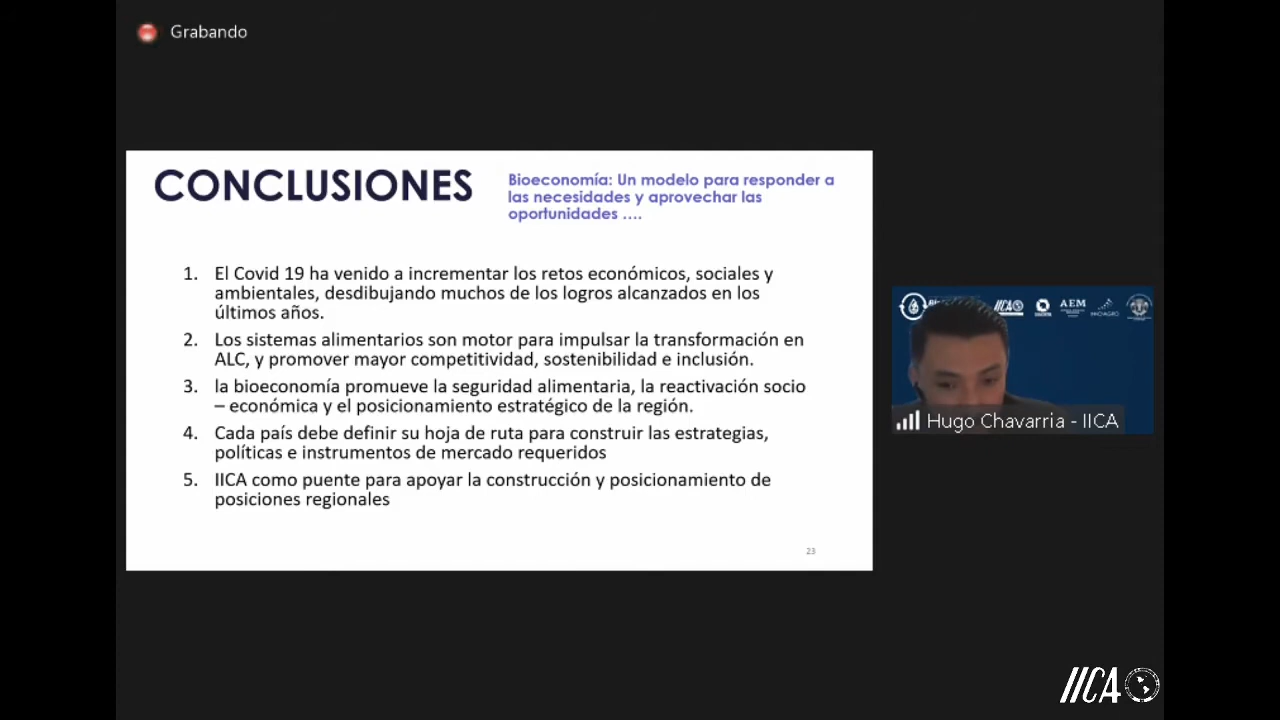 Grabando
CONCLUSIONES
Bioeconomía: Un modelo para responder a
las necesidades y aprovechar las
oportunidades ....
1. El Covid 19 ha venido a incrementar los retos económicos, sociales y
ambientales, desdibujando muchos de los logros alcanzados en los
últimos años.
2. Los sistemas alimentarios son motor para impulsar la transformación en
ALC, y promover mayor competitividad, sostenibilidad e inclusión.
3. la bioeconomía promueve la seguridad alimentaria, la reactivación socio
– económica y el posicionamiento estratégico de la región.
4. Cada país debe definir su hoja de ruta para construir las estrategias,
políticas e instrumentos de mercado requeridos
5. IICA como puente para apoyar la construcción y posicionamiento de
posiciones regionales
23
IICA
AEM
INNOAGRO
Hugo Chavarria - IICA
IICA